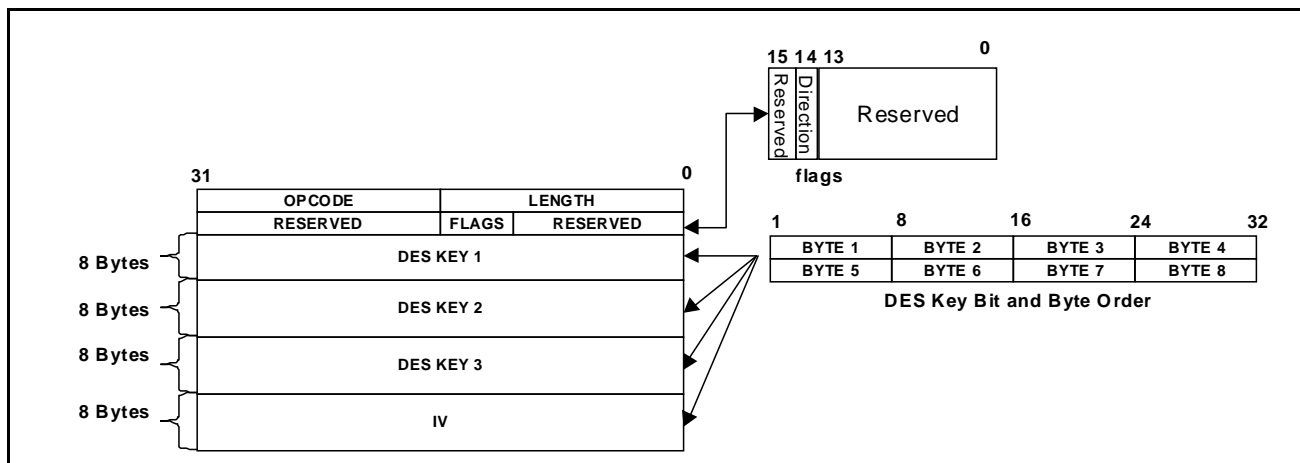 15 14 13 0
Reserved
Direction
Reserved
flags
31 0
OPCODE LENGTH
RESERVED FLAGS RESERVED
8 Bytes DES KEY 1
8 Bytes DES KEY 2
8 Bytes DES KEY 3
8 Bytes IV
1 8 16 24 32
BYTE 1 BYTE 2 BYTE 3 BYTE 4
BYTE 5 BYTE 6 BYTE 7 BYTE 8
DES Key Bit and Byte Order